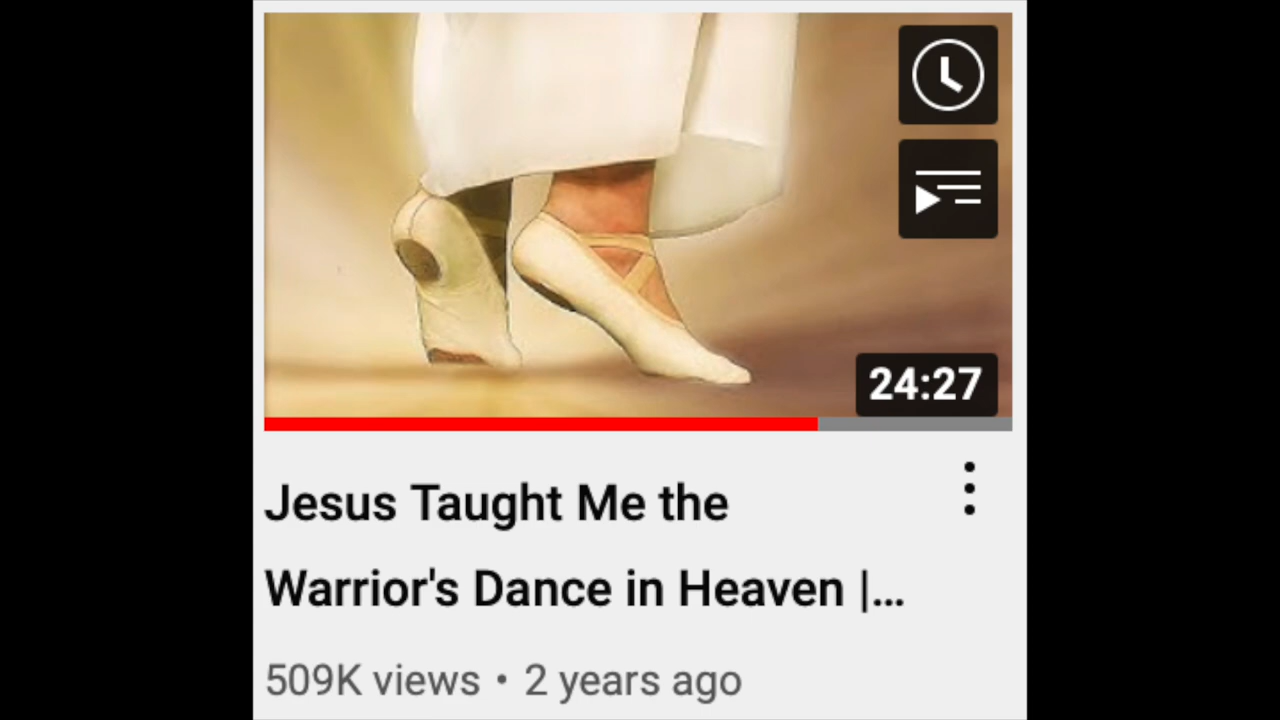 24:27
Jesus Taught Me the
Warrior's Dance in Heaven |...
509K views • 2 years ago